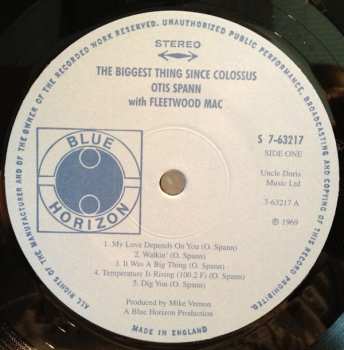 ALL RIGHTS OF THE MANUFACTURER AND OF THE OWNER OF THE RECORDED WORK RESERVED. UNAUTHORIZED PUBLIC PERFORMANCE, BROADCASTING AND COPYING OF THIS RECORD PROHIBITED.
STEREO
THE BIGGEST THING SINCE COLOSSUS
OTIS SPANN
with FLEETWOOD MAC
BLUE
HORIZON
S 7-63217
SIDE ONE
Uncle Doris
Music Ltd
7-63217 A
℗ 1969
1. My Love Depends On You (O. Spann)
2. Walkin' (O. Spann)
3. It Was A Big Thing (O. Spann)
4. Temperature Is Rising (100.2 F) (O. Spann)
5. Dig You (O. Spann)
Produced by Mike Vernon
A Blue Horizon Production
MADE IN ENGLAND